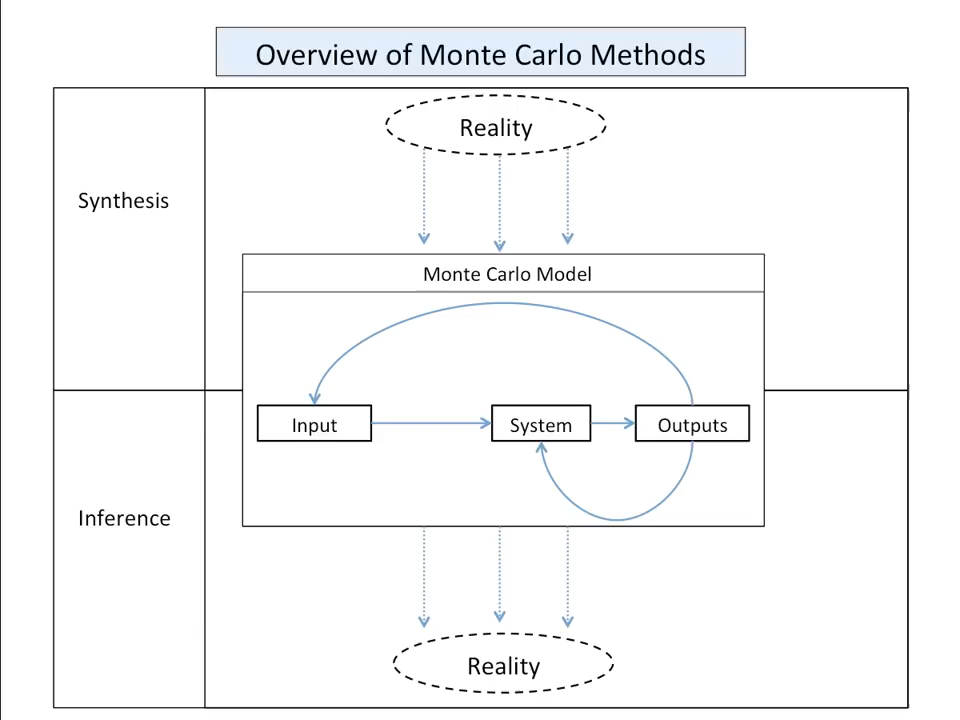 Overview of Monte Carlo Methods
Reality
Synthesis
Monte Carlo Model
Input
System
Outputs
Inference
Reality